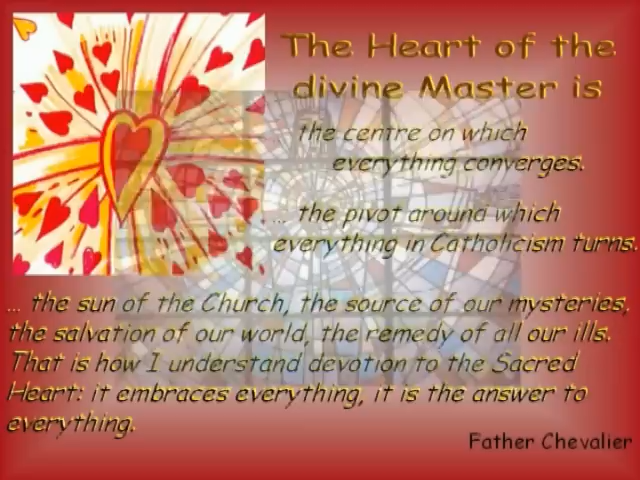 The Heart of the
divine Master is
the centre on which
everything converges.
... the pivot around which
everything in Catholicism turns.
... the sun of the Church, the source of our mysteries,
the salvation of our world, the remedy of all our ills.
That is how I understand devotion to the Sacred
Heart: it embraces everything, it is the answer to
everything.
Father Chevalier